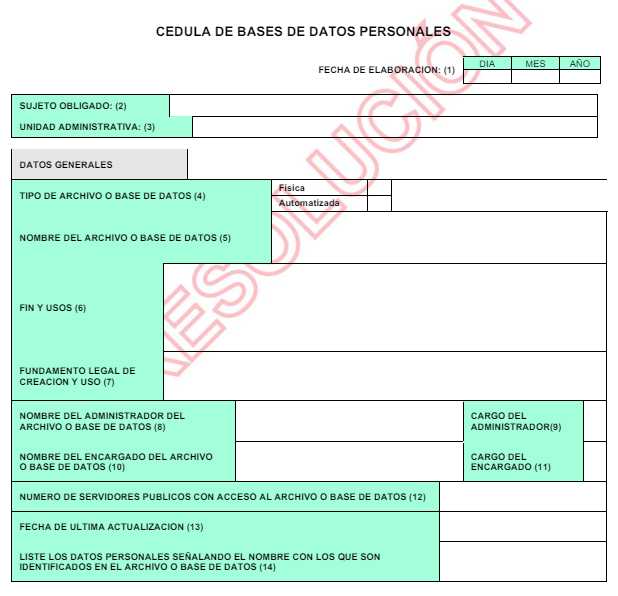 CEDULA DE BASES DE DATOS PERSONALES
FECHA DE ELABORACION: (1)
DIA MES AÑO
SUJETO OBLIGADO: (2)
UNIDAD ADMINISTRATIVA: (3)
DATOS GENERALES
TIPO DE ARCHIVO O BASE DE DATOS (4)
Física
Automatizada
NOMBRE DEL ARCHIVO O BASE DE DATOS (5)
FIN Y USOS (6)
FUNDAMENTO LEGAL DE
CREACION Y USO (7)
NOMBRE DEL ADMINISTRADOR DEL
ARCHIVO O BASE DE DATOS (8)
CARGO DEL
ADMINISTRADOR(9)
NOMBRE DEL ENCARGADO DEL ARCHIVO
O BASE DE DATOS (10)
CARGO DEL
ENCARGADO (11)
NUMERO DE SERVIDORES PUBLICOS CON ACCESO AL ARCHIVO O BASE DE DATOS (12)
FECHA DE ULTIMA ACTUALIZACION (13)
LISTE LOS DATOS PERSONALES SEÑALANDO EL NOMBRE CON LOS QUE SON
IDENTIFICADOS EN EL ARCHIVO O BASE DE DATOS (14)
RESOLUCIÓN